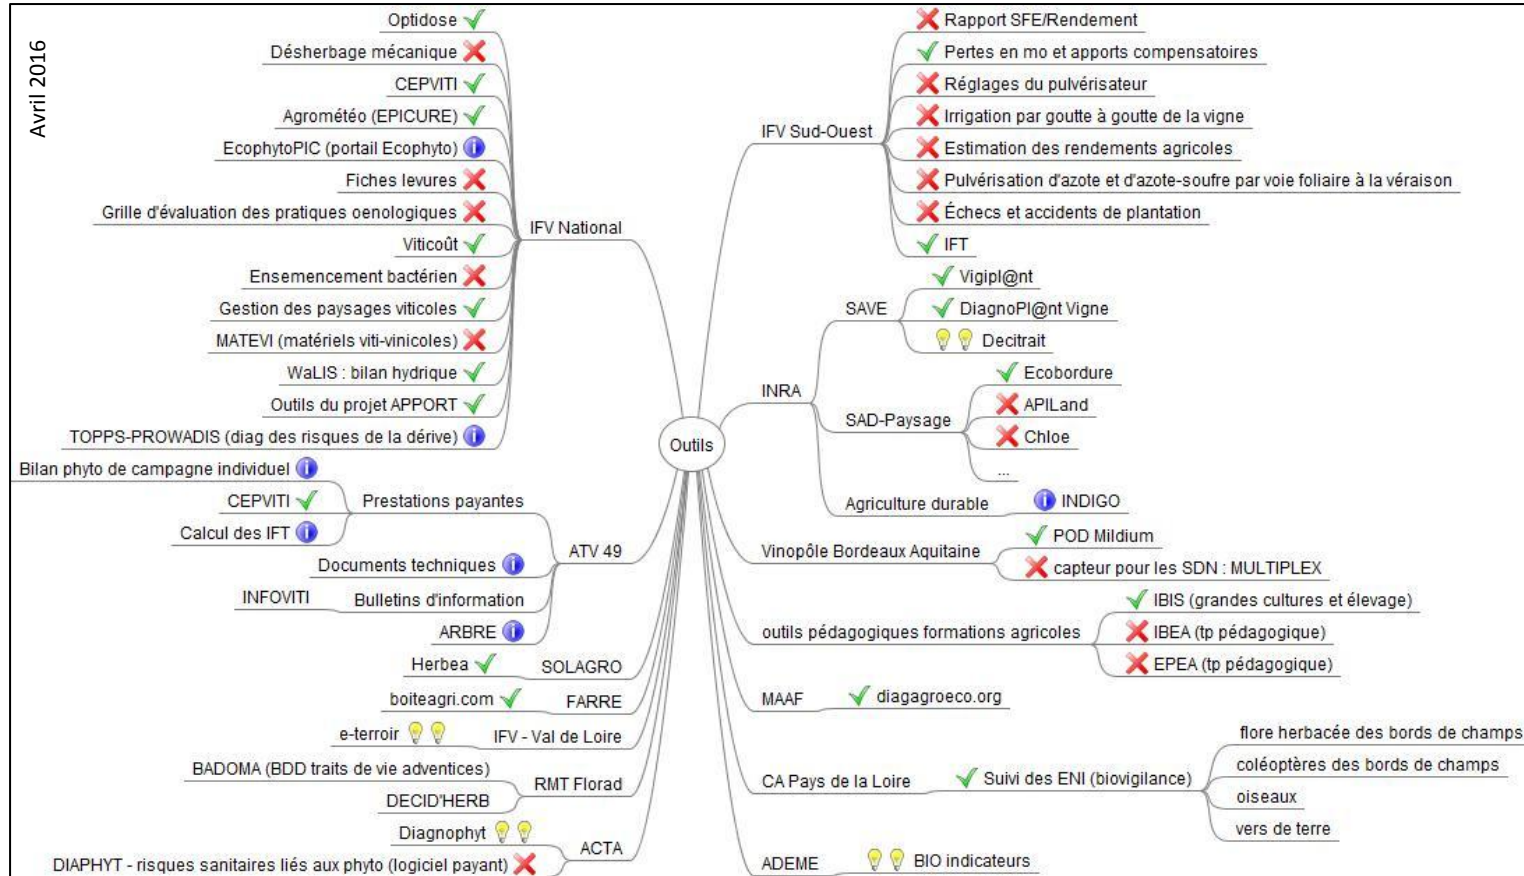 Avril 2016
Outils
IFV National
Optidose
Désherbage mécanique
CEPVITI
Agrométéo (EPICURE)
EcophytoPIC (portail Ecophyto)
Fiches levures
Grille d'évaluation des pratiques oenologiques
Viticoût
Ensemencement bactérien
Gestion des paysages viticoles
MATEVI (matériels viti-vinicoles)
WaLIS : bilan hydrique
Outils du projet APPORT
TOPPS-PROWADIS (diag des risques de la dérive)
ATV 49
Prestations payantes
Bilan phyto de campagne individuel
CEPVITI
Calcul des IFT
Documents techniques
Bulletins d'information
INFOVITI
ARBRE
SOLAGRO
Herbea
FARRE
boiteagri.com
IFV - Val de Loire
e-terroir
RMT Florad
BADOMA (BDD traits de vie adventices)
DECID'HERB
ACTA
Diagnophyt
DIAPHYT - risques sanitaires liés aux phyto (logiciel payant)
IFV Sud-Ouest
Rapport SFE/Rendement
Pertes en mo et apports compensatoires
Réglages du pulvérisateur
Irrigation par goutte à goutte de la vigne
Estimation des rendements agricoles
Pulvérisation d'azote et d'azote-soufre par voie foliaire à la véraison
Échecs et accidents de plantation
IFT
INRA
SAVE
Vigipl@nt
DiagnoPl@nt Vigne
Decitrait
SAD-Paysage
Ecobordure
APILand
Chloe
...
Agriculture durable
INDIGO
Vinopôle Bordeaux Aquitaine
POD Mildium
capteur pour les SDN : MULTIPLEX
outils pédagogiques formations agricoles
IBIS (grandes cultures et élevage)
IBEA (tp pédagogique)
EPEA (tp pédagogique)
MAAF
diagagroeco.org
CA Pays de la Loire
Suivi des ENI (biovigilance)
flore herbacée des bords de champs
coléoptères des bords de champs
oiseaux
vers de terre
ADEME
BIO indicateurs